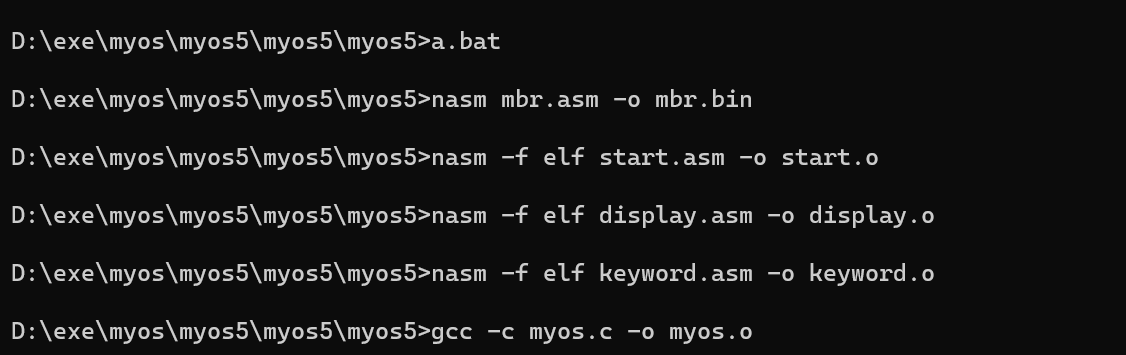 D:\exe\myos\myos5\myos5\myos5>a.bat
D:\exe\myos\myos5\myos5\myos5>nasm mbr.asm -o mbr.bin
D:\exe\myos\myos5\myos5\myos5>nasm -f elf start.asm -o start.o
D:\exe\myos\myos5\myos5\myos5>nasm -f elf display.asm -o display.o
D:\exe\myos\myos5\myos5\myos5>nasm -f elf keyword.asm -o keyword.o
D:\exe\myos\myos5\myos5\myos5>gcc -c myos.c -o myos.o